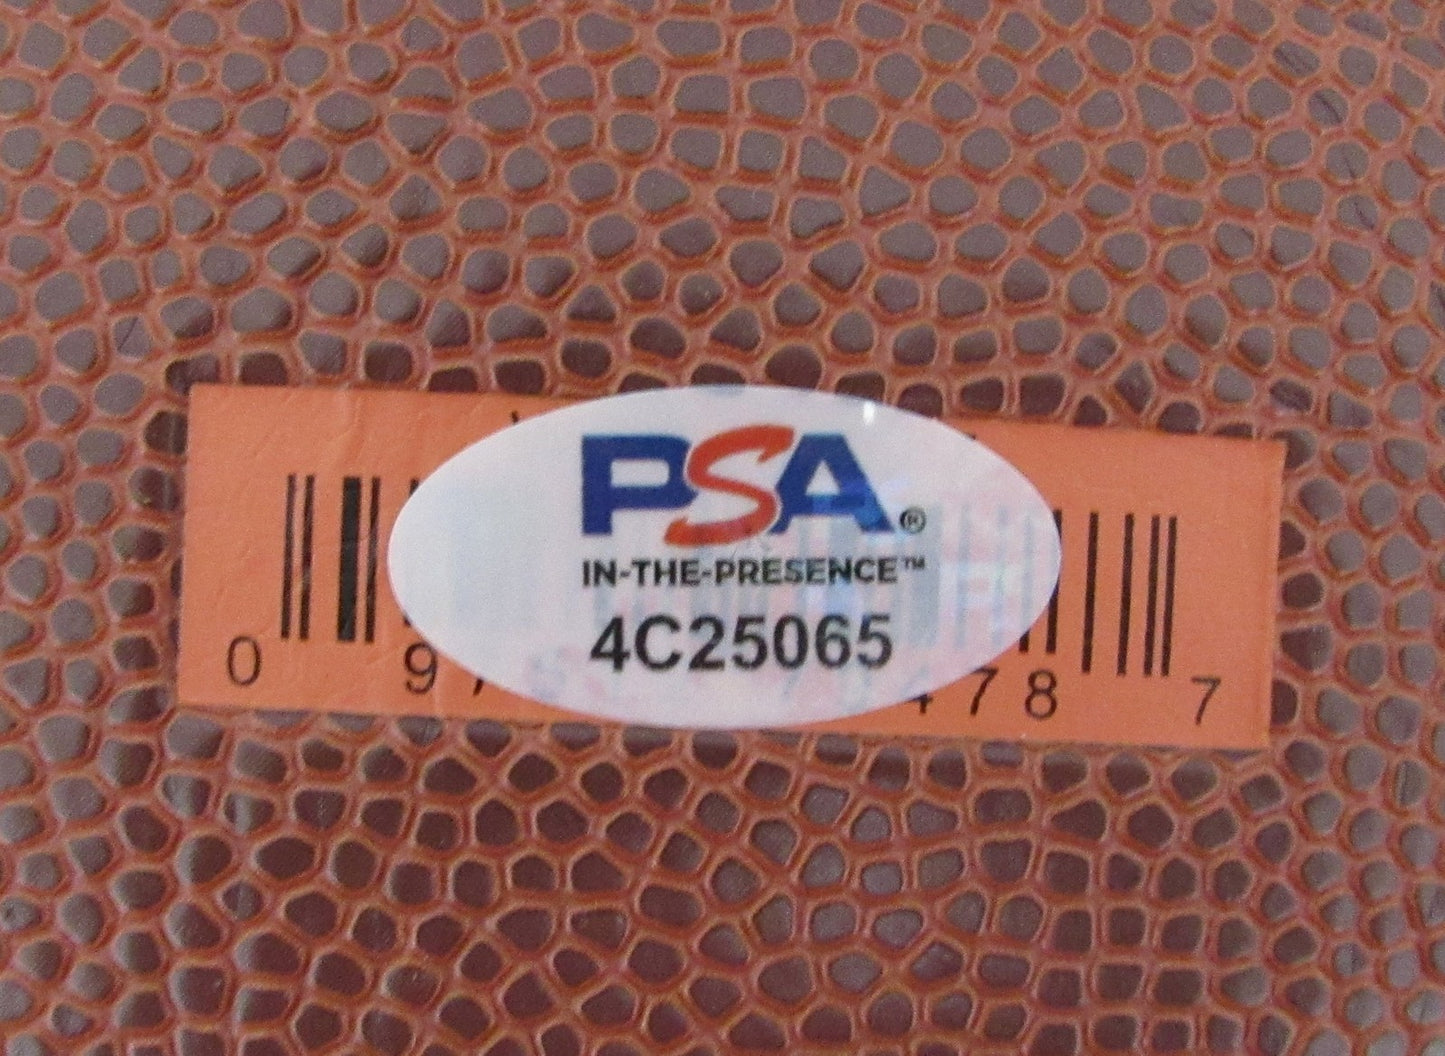 PSA®
IN-THE-PRESENCE™
4C25065
0 9 478 7